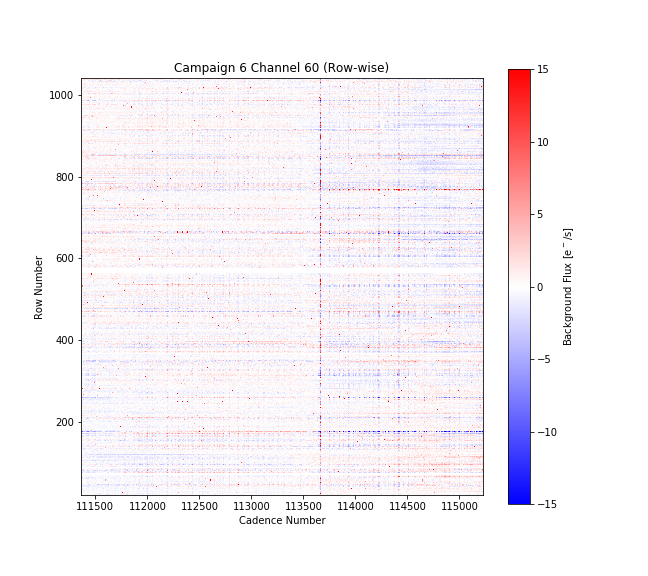 Campaign 6 Channel 60 (Row-wise)
1000
800
600
400
200
Row Number
111500 112000 112500 113000 113500 114000 114500 115000
Cadence Number
15
10
5
0
−5
−10
−15
Background Flux [e⁻/s]